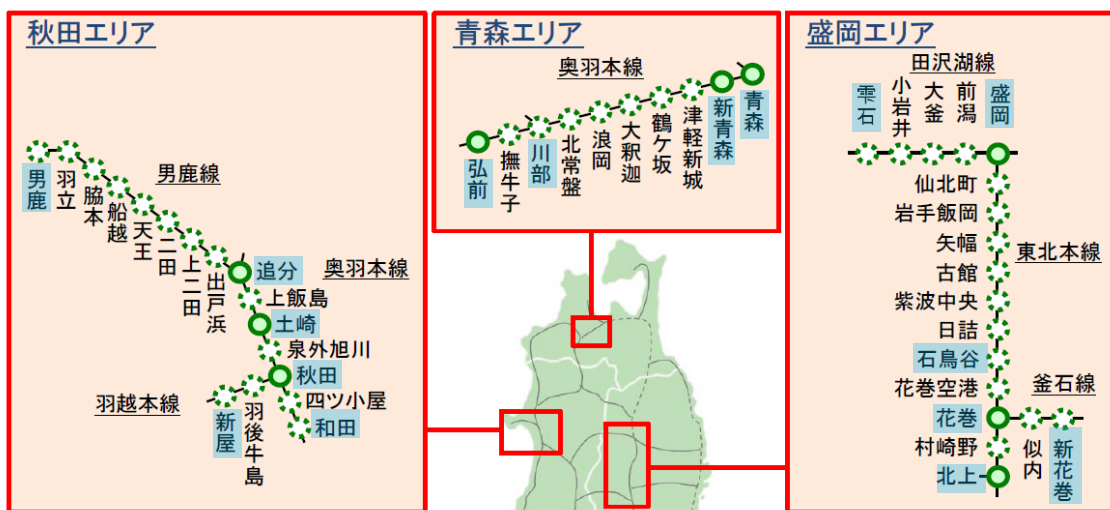 秋田エリア
男鹿線
男鹿
羽立
脇本
船越
天王
二田
上二田
出戸浜
追分
奥羽本線
上飯島
土崎
泉外旭川
秋田
羽越本線
新屋
羽後牛島
四ツ小屋
和田
青森エリア
奥羽本線
弘前
撫牛子
川部
北常盤
浪岡
大釈迦
鶴ケ坂
津軽新城
新青森
青森
盛岡エリア
田沢湖線
雫石
小岩井
大釜
前潟
盛岡
仙北町
岩手飯岡
矢幅
東北本線
古館
紫波中央
日詰
石鳥谷
花巻空港
釜石線
花巻
似内
新花巻
村崎野
北上